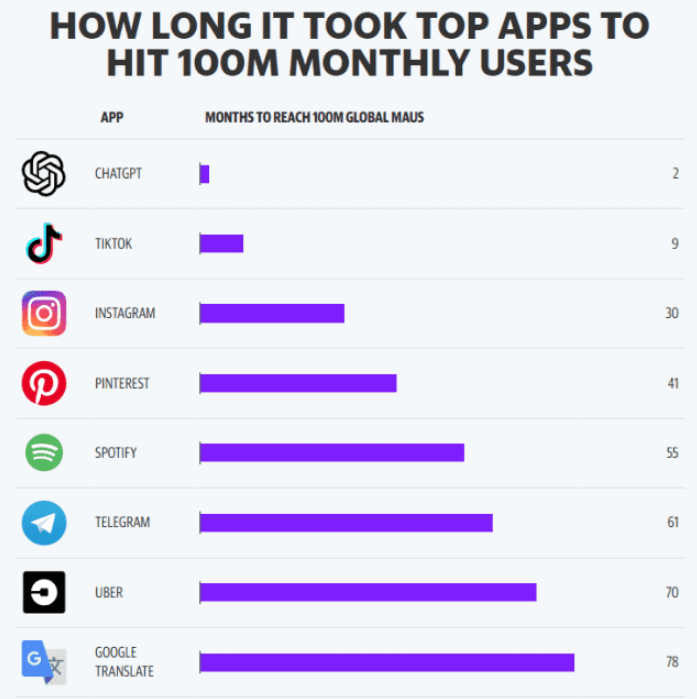 HOW LONG IT TOOK TOP APPS TO
HIT 100M MONTHLY USERS
APP MONTHS TO REACH 100M GLOBAL MAUS
CHATGPT 2
TIKTOK 9
INSTAGRAM 30
PINTEREST 41
SPOTIFY 55
TELEGRAM 61
UBER 70
G 文
GOOGLE
TRANSLATE 78